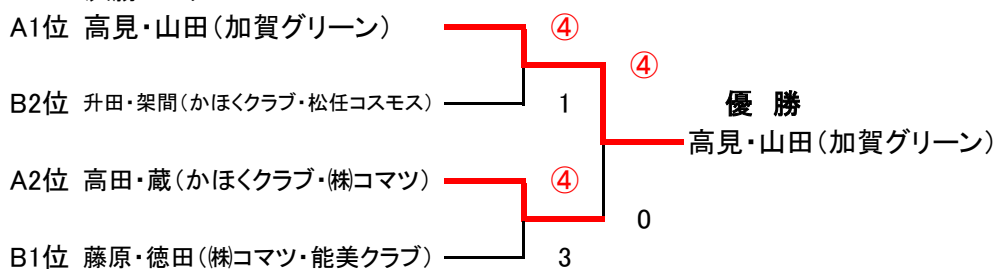 A1位 高見・山田(加賀グリーン) ④
④
B2位 升田・架間(かほくクラブ・松任コスモス) 1
優 勝
高見・山田(加賀グリーン)
A2位 高田・蔵(かほくクラブ・㈱コマツ) ④
0
B1位 藤原・徳田(㈱コマツ・能美クラブ) 3